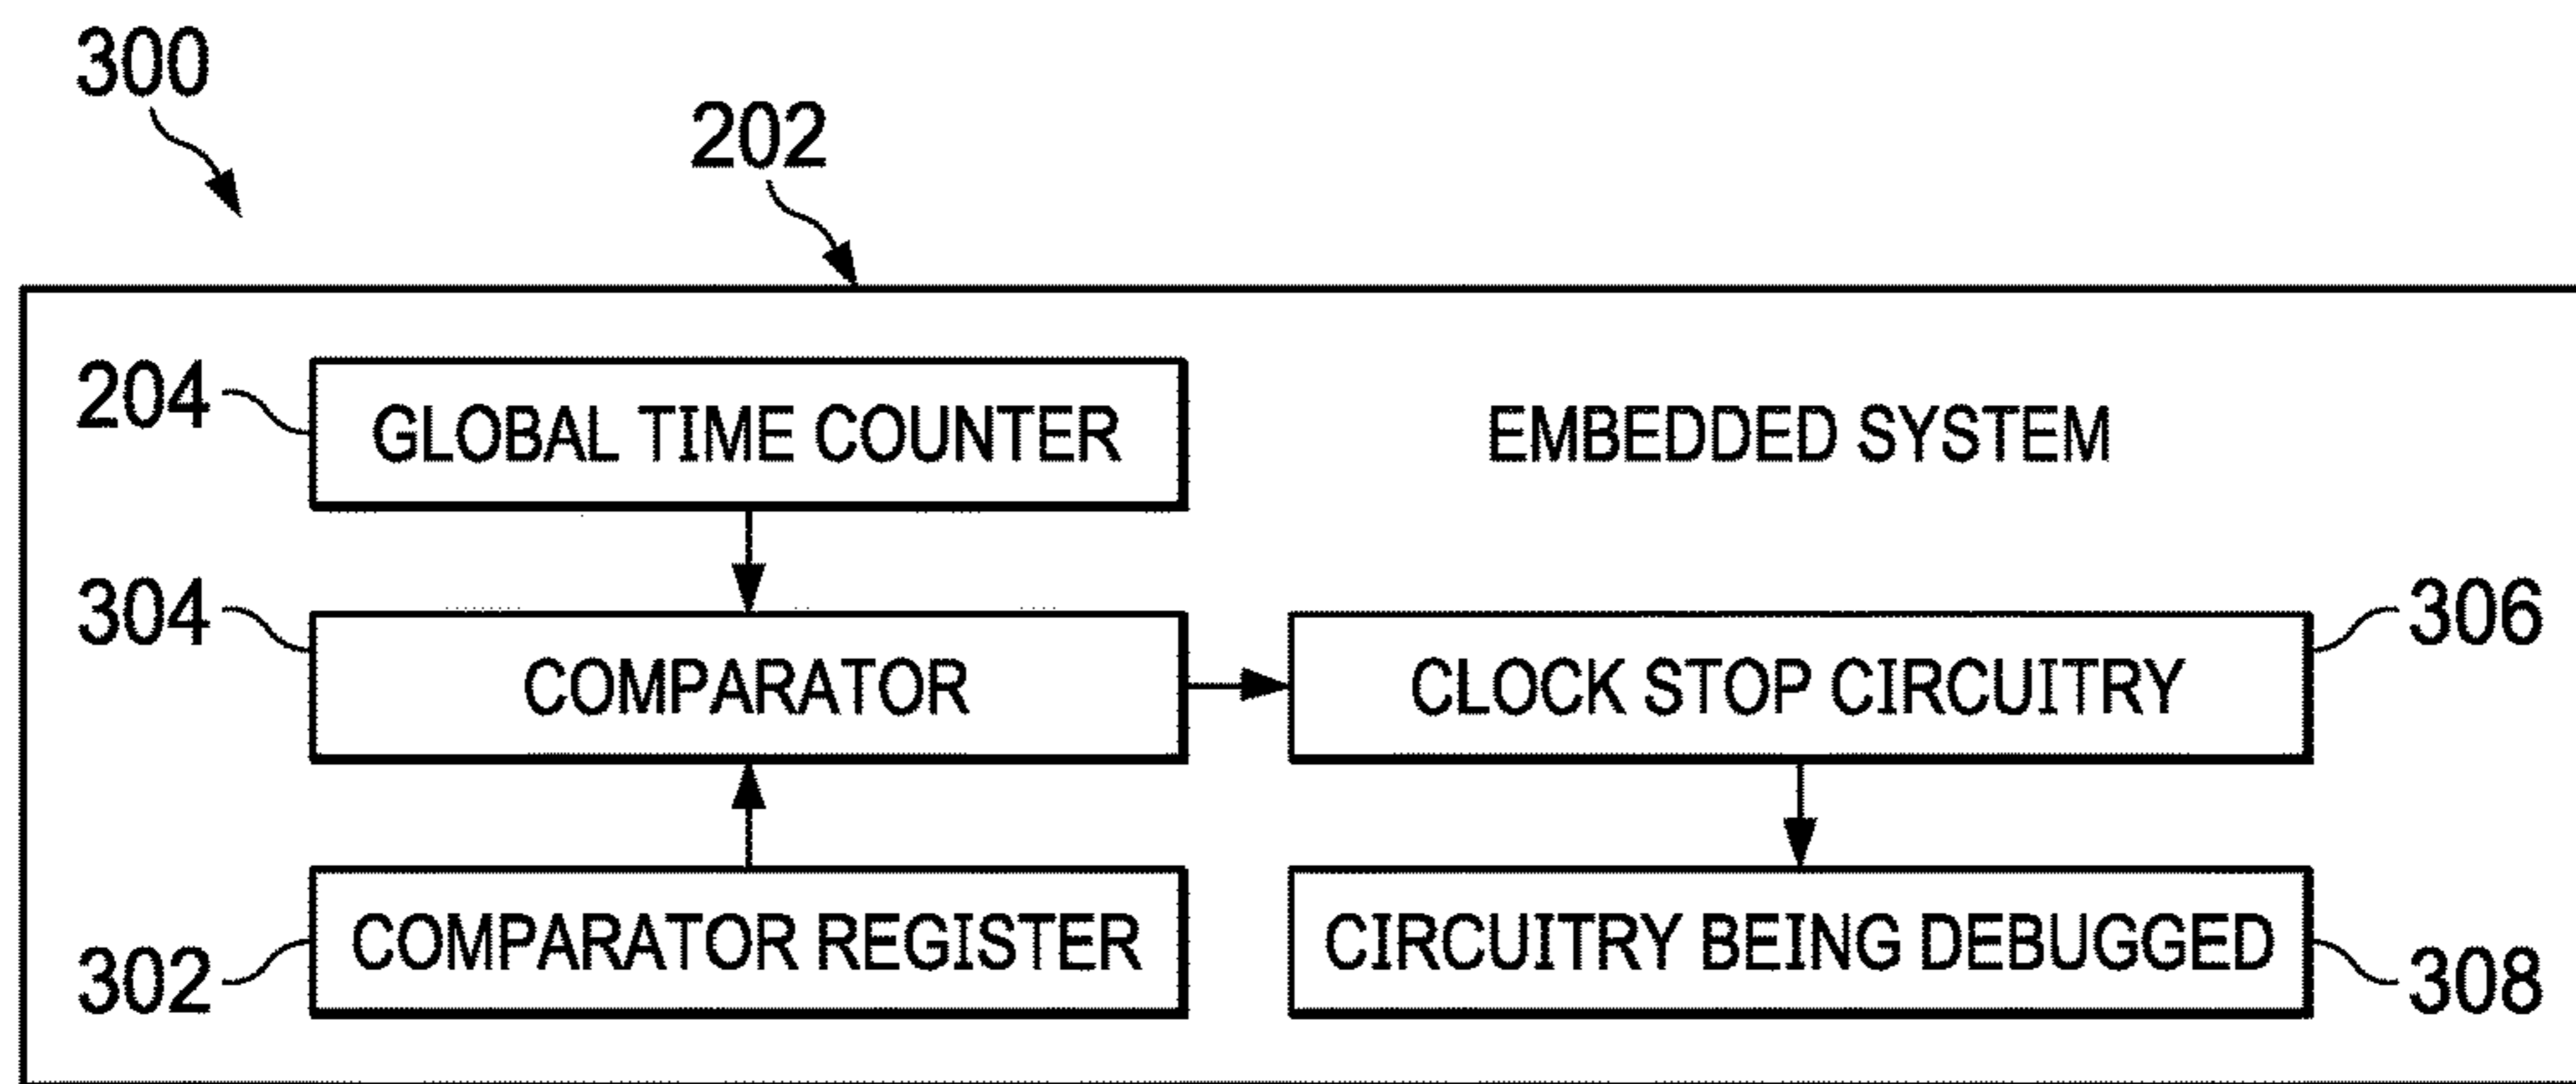 300
202
204
GLOBAL TIME COUNTER
EMBEDDED SYSTEM
304
COMPARATOR
CLOCK STOP CIRCUITRY
306
302
COMPARATOR REGISTER
CIRCUITRY BEING DEBUGGED
308